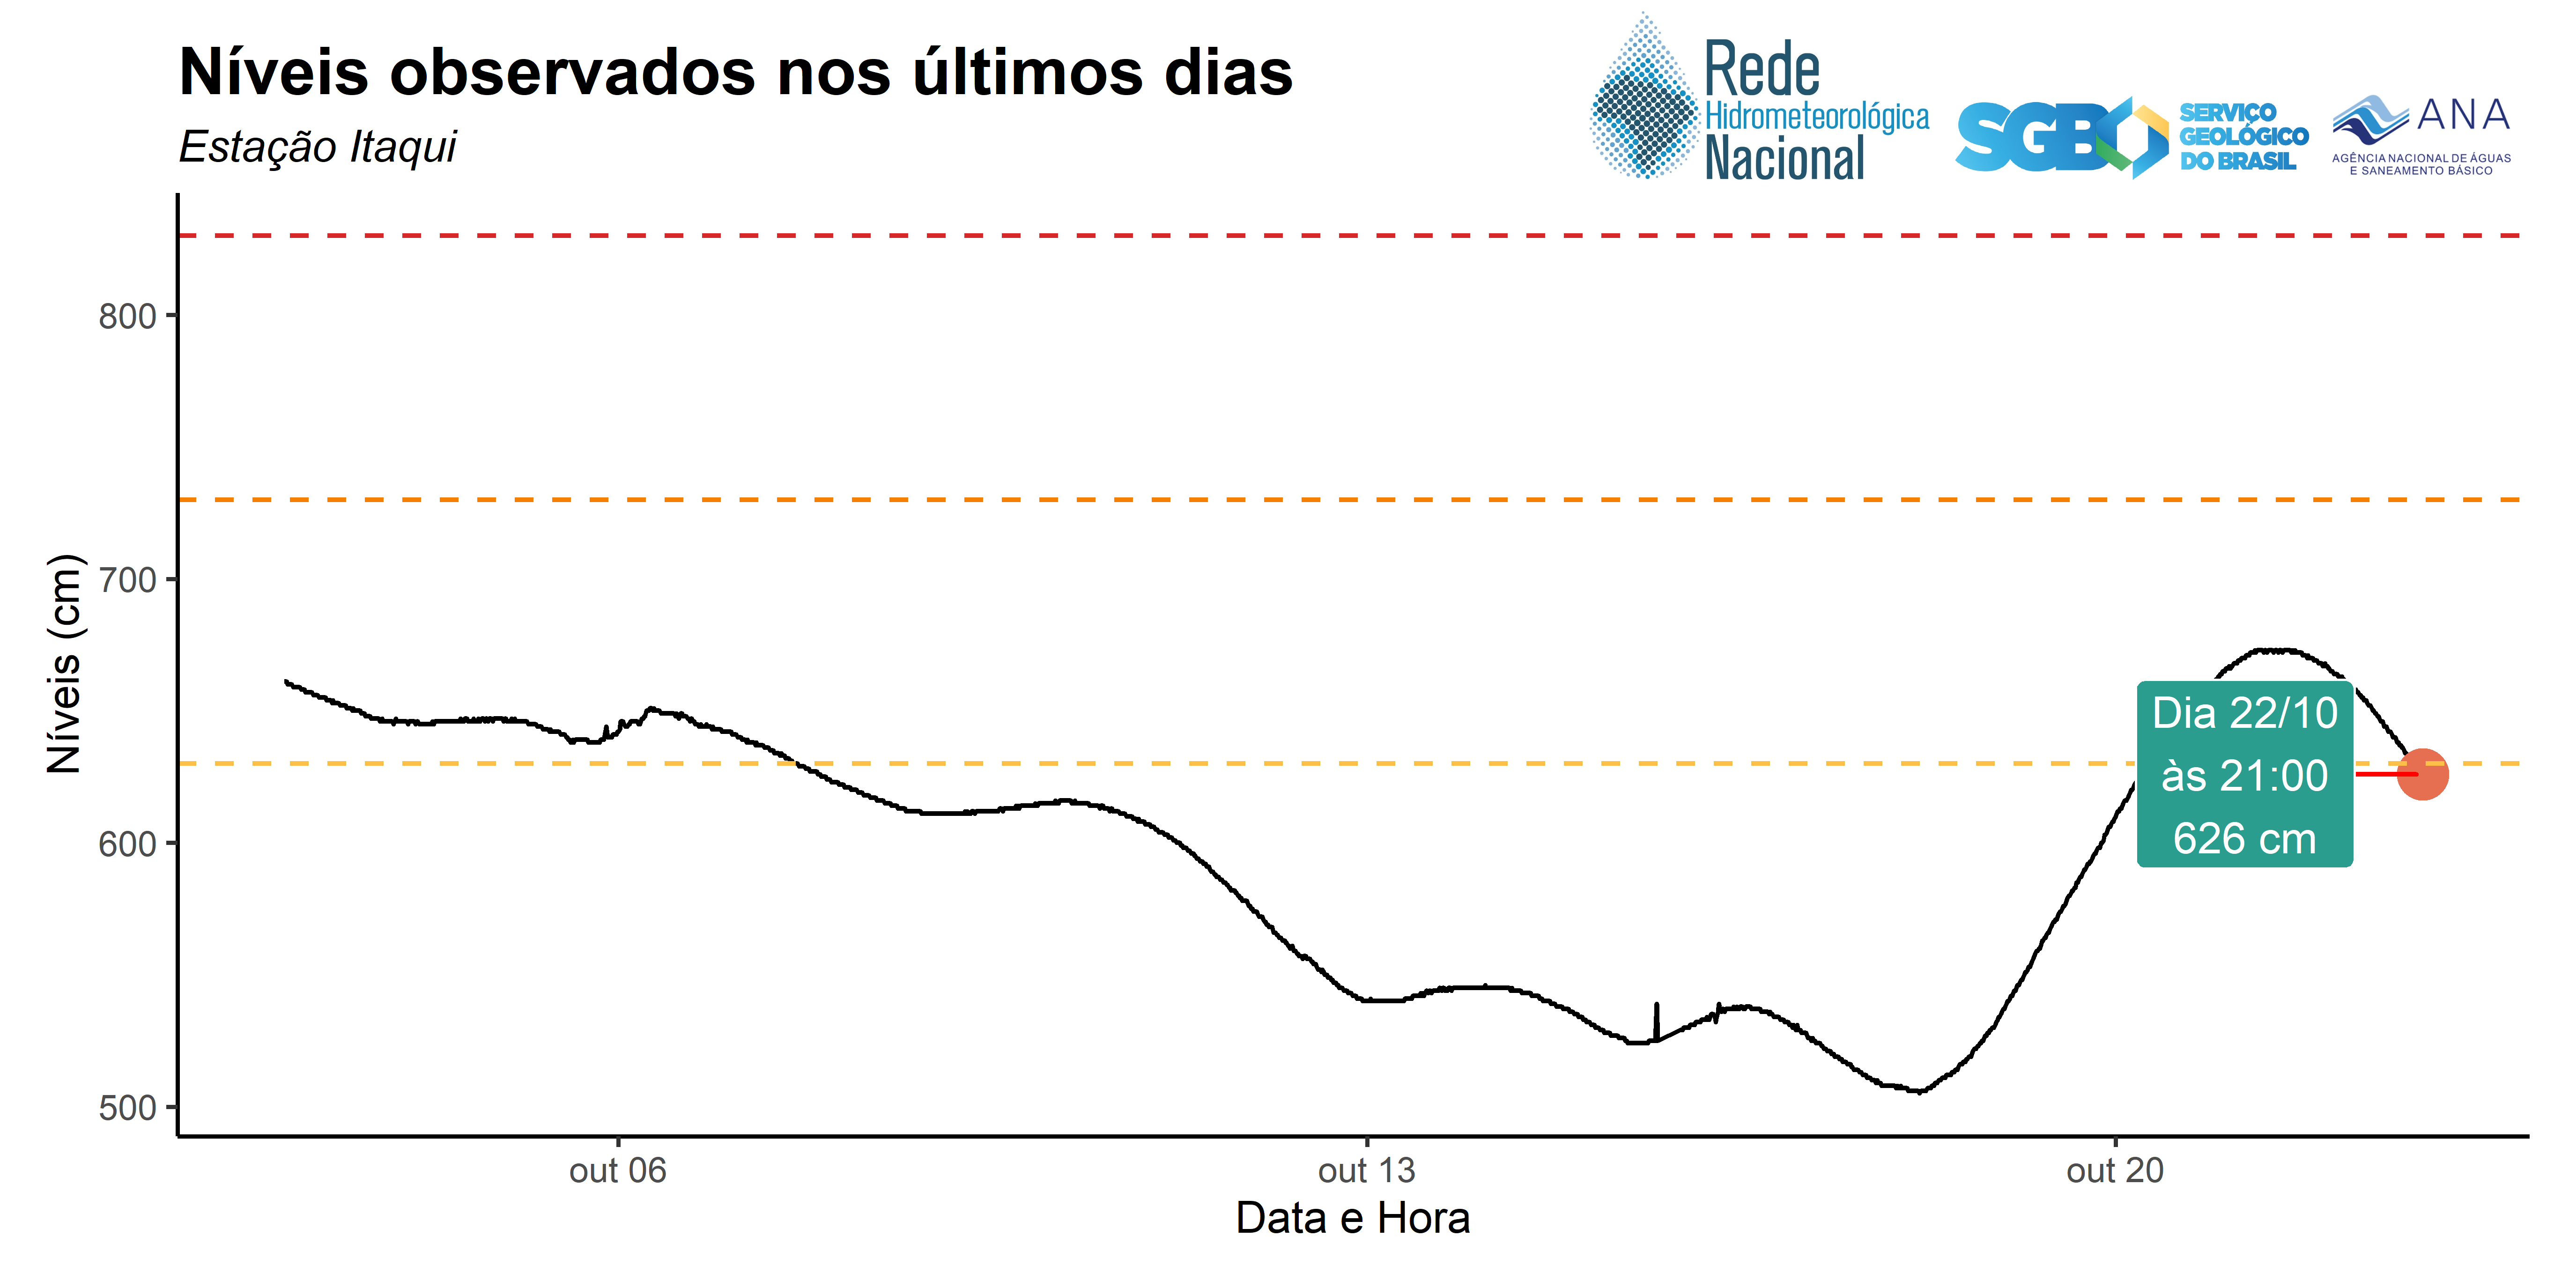 Níveis observados nos últimos dias
Estação Itaqui
Rede
Hidrometeorológica
Nacional
SGB
SERVIÇO
GEOLÓGICO
DO BRASIL
ANA
AGÊNCIA NACIONAL DE ÁGUAS
E SANEAMENTO BÁSICO
Níveis (cm)
800
700
600
500
Dia 22/10
às 21:00
626 cm
out 06
out 13
out 20
Data e Hora